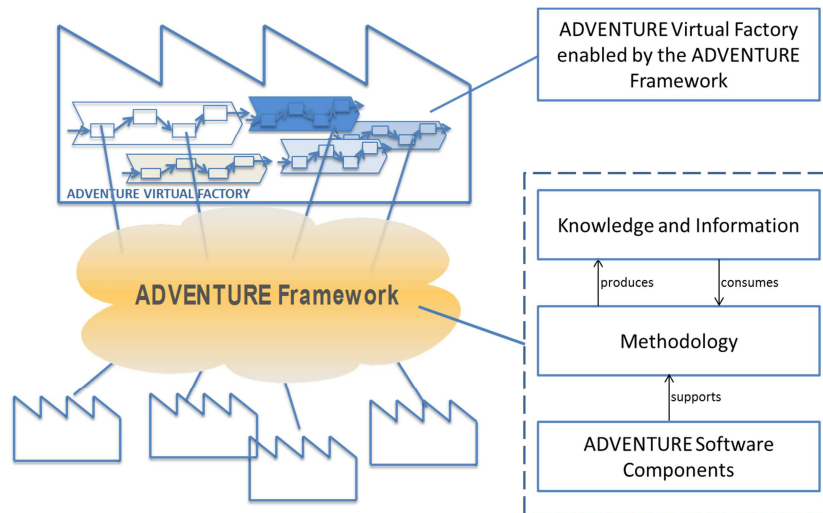 ADVENTURE Virtual Factory
enabled by the ADVENTURE
Framework
ADVENTURE VIRTUAL FACTORY
Knowledge and Information
produces
consumes
ADVENTURE Framework
Methodology
supports
ADVENTURE Software
Components